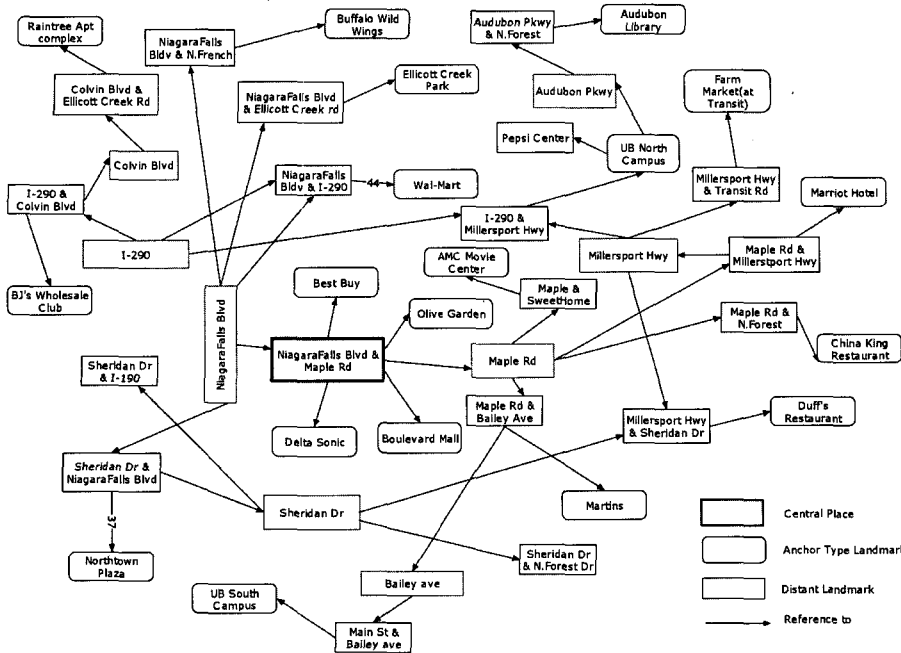 Raintree Apt
complex
NiagaraFalls
Bldv & N.French
Buffalo Wild
Wings
Audubon Pkwy
& N.Forest
Audubon
Library
Colvin Blvd &
Ellicott Creek Rd
NiagaraFalls Blvd
& Ellicott Creek rd
Ellicott Creek
Park
Audubon Pkwy
Farm
Market(at
Transit)
Pepsi Center
UB North
Campus
Colvin Blvd
NiagaraFalls
Bldv & I-290
44
Wal-Mart
Millersport Hwy
& Transit Rd
Marriot Hotel
I-290 &
Colvin Blvd
I-290 &
Millersport Hwy
I-290
Millersport Hwy
Maple Rd &
Millerstport Hwy
AMC Movie
Center
BJ's Wholesale
Club
Best Buy
Maple &
SweetHome
Olive Garden
Maple Rd &
N.Forest
NiagaraFalls Blvd
NiagaraFalls Blvd &
Maple Rd
Maple Rd
China King
Restaurant
Sheridan Dr
& I-190
Maple Rd &
Bailey Ave
Delta Sonic
Boulevard Mall
Millersport Hwy
& Sheridan Dr
Duff's
Restaurant
Sheridan Dr &
NiagaraFalls Blvd
Sheridan Dr
Martins
37
Northtown
Plaza
Sheridan Dr
& N.Forest Dr
Bailey ave
UB South
Campus
Main St &
Bailey ave
Central Place
Anchor Type Landmark
Distant Landmark
Reference to